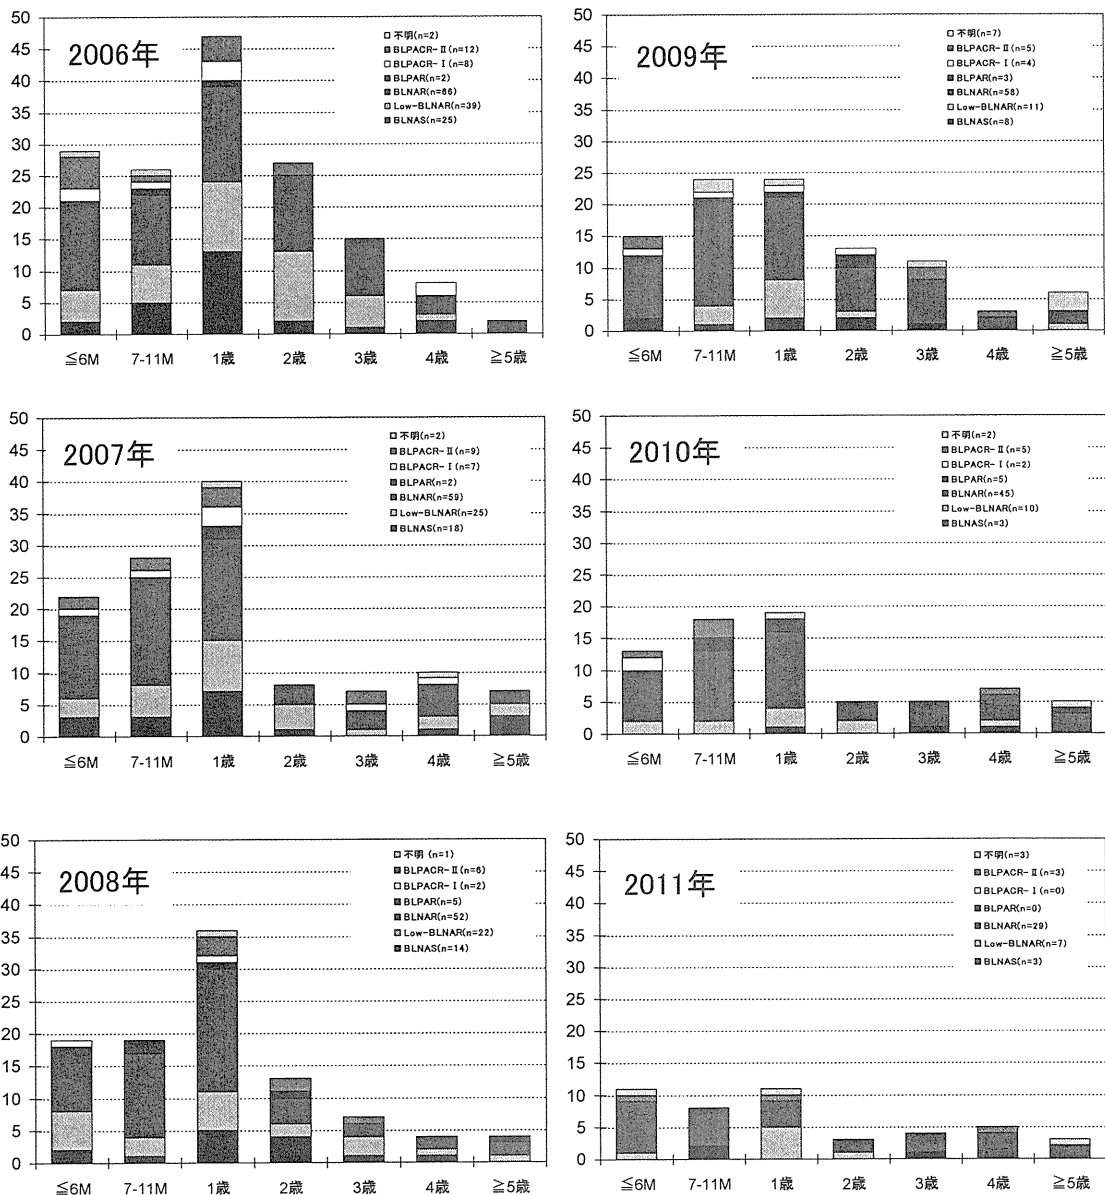 2006年
50
45
40
35
30
25
20
15
10
5
0
不明(n=2)
BLPACR-Ⅱ(n=12)
BLPACR-Ⅰ(n=8)
BLPAR(n=2)
BLNAR(n=66)
Low-BLNAR(n=39)
BLNAS(n=25)
≦6M 7-11M 1歳 2歳 3歳 4歳 ≧5歳
2009年
50
45
40
35
30
25
20
15
10
5
0
不明(n=7)
BLPACR-Ⅱ(n=5)
BLPACR-Ⅰ(n=4)
BLPAR(n=3)
BLNAR(n=58)
Low-BLNAR(n=11)
BLNAS(n=8)
≦6M 7-11M 1歳 2歳 3歳 4歳 ≧5歳
2007年
50
45
40
35
30
25
20
15
10
5
0
不明(n=2)
BLPACR-Ⅱ(n=9)
BLPACR-Ⅰ(n=7)
BLPAR(n=2)
BLNAR(n=59)
Low-BLNAR(n=25)
BLNAS(n=18)
≦6M 7-11M 1歳 2歳 3歳 4歳 ≧5歳
2010年
50
45
40
35
30
25
20
15
10
5
0
不明(n=2)
BLPACR-Ⅱ(n=5)
BLPACR-Ⅰ(n=2)
BLPAR(n=5)
BLNAR(n=45)
Low-BLNAR(n=10)
BLNAS(n=3)
≦6M 7-11M 1歳 2歳 3歳 4歳 ≧5歳
2008年
50
45
40
35
30
25
20
15
10
5
0
不明 (n=1)
BLPACR-Ⅱ(n=6)
BLPACR-Ⅰ(n=2)
BLPAR(n=5)
BLNAR(n=52)
Low-BLNAR(n=22)
BLNAS(n=14)
≦6M 7-11M 1歳 2歳 3歳 4歳 ≧5歳
2011年
50
45
40
35
30
25
20
15
10
5
0
不明(n=3)
BLPACR-Ⅱ(n=3)
BLPACR-Ⅰ(n=0)
BLPAR(n=0)
BLNAR(n=29)
Low-BLNAR(n=7)
BLNAS(n=3)
≦6M 7-11M 1歳 2歳 3歳 4歳 ≧5歳